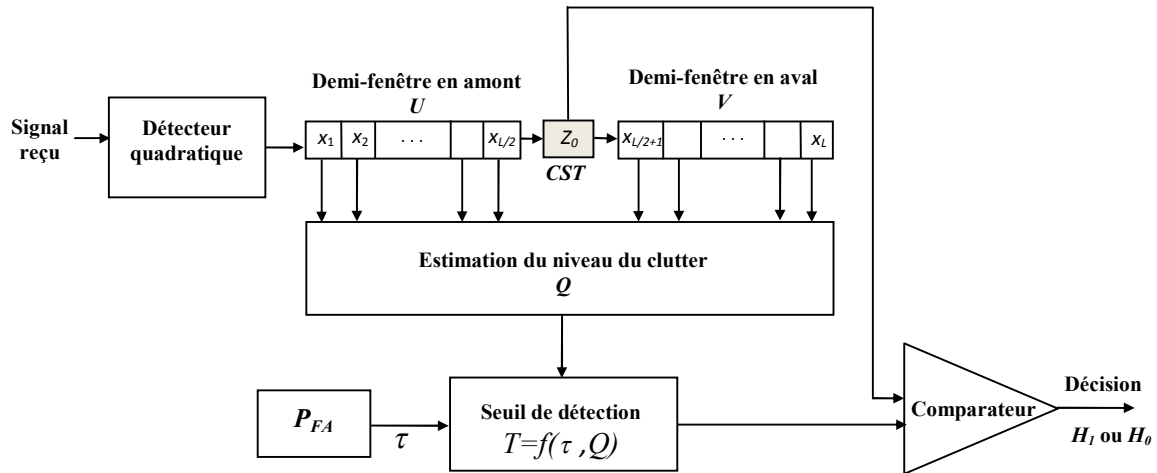 Demi-fenêtre en amont
U
Demi-fenêtre en aval
V
Signal
reçu
Détecteur
quadratique
x1 x2 . . . xL/2
Z0
xL/2+1 . . . xL
CST
Estimation du niveau du clutter
Q
PFA
τ
Seuil de détection
T=f(τ ,Q)
Comparateur
Décision
H1 ou H0